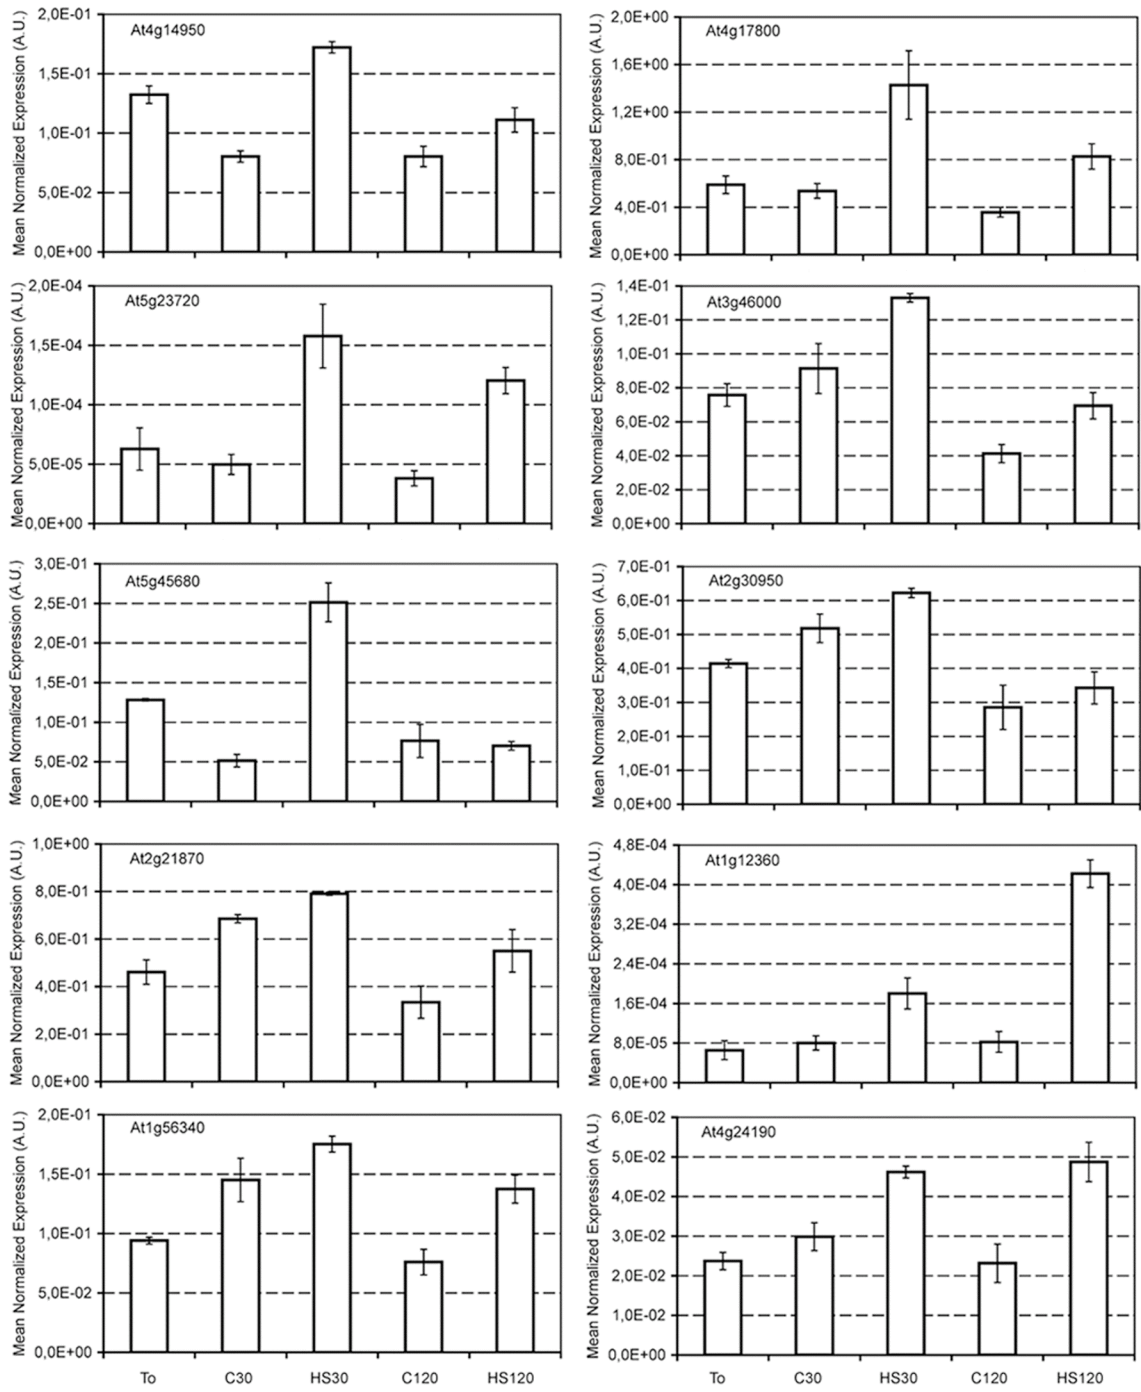 Mean Normalized Expression (A.U.)
At4g14950
2,0E-01
1,5E-01
1,0E-01
5,0E-02
0,0E+00
Mean Normalized Expression (A.U.)
At4g17800
2,0E+00
1,6E+00
1,2E+00
8,0E-01
4,0E-01
0,0E+00
Mean Normalized Expression (A.U.)
At5g23720
2,0E-04
1,5E-04
1,0E-04
5,0E-05
0,0E+00
Mean Normalized Expression (A.U.)
At3g46000
1,4E-01
1,2E-01
1,0E-01
8,0E-02
6,0E-02
4,0E-02
2,0E-02
0,0E+00
Mean Normalized Expression (A.U.)
At5g45680
3,0E-01
2,5E-01
2,0E-01
1,5E-01
1,0E-01
5,0E-02
0,0E+00
Mean Normalized Expression (A.U.)
At2g30950
7,0E-01
6,0E-01
5,0E-01
4,0E-01
3,0E-01
2,0E-01
1,0E-01
0,0E+00
Mean Normalized Expression (A.U.)
At2g21870
1,0E+00
8,0E-01
6,0E-01
4,0E-01
2,0E-01
0,0E+00
Mean Normalized Expression (A.U.)
At1g12360
4,8E-04
4,0E-04
3,2E-04
2,4E-04
1,6E-04
8,0E-05
0,0E+00
Mean Normalized Expression (A.U.)
At1g56340
2,0E-01
1,5E-01
1,0E-01
5,0E-02
0,0E+00
To C30 HS30 C120 HS120
Mean Normalized Expression (A.U.)
At4g24190
6,0E-02
5,0E-02
4,0E-02
3,0E-02
2,0E-02
1,0E-02
0,0E+00
To C30 HS30 C120 HS120